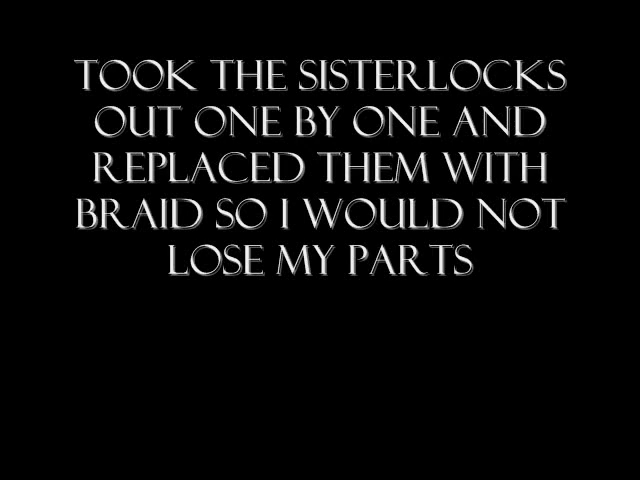 TOOK THE SISTERLOCKS
OUT ONE BY ONE AND
REPLACED THEM WITH
BRAID SO I WOULD NOT
LOSE MY PARTS